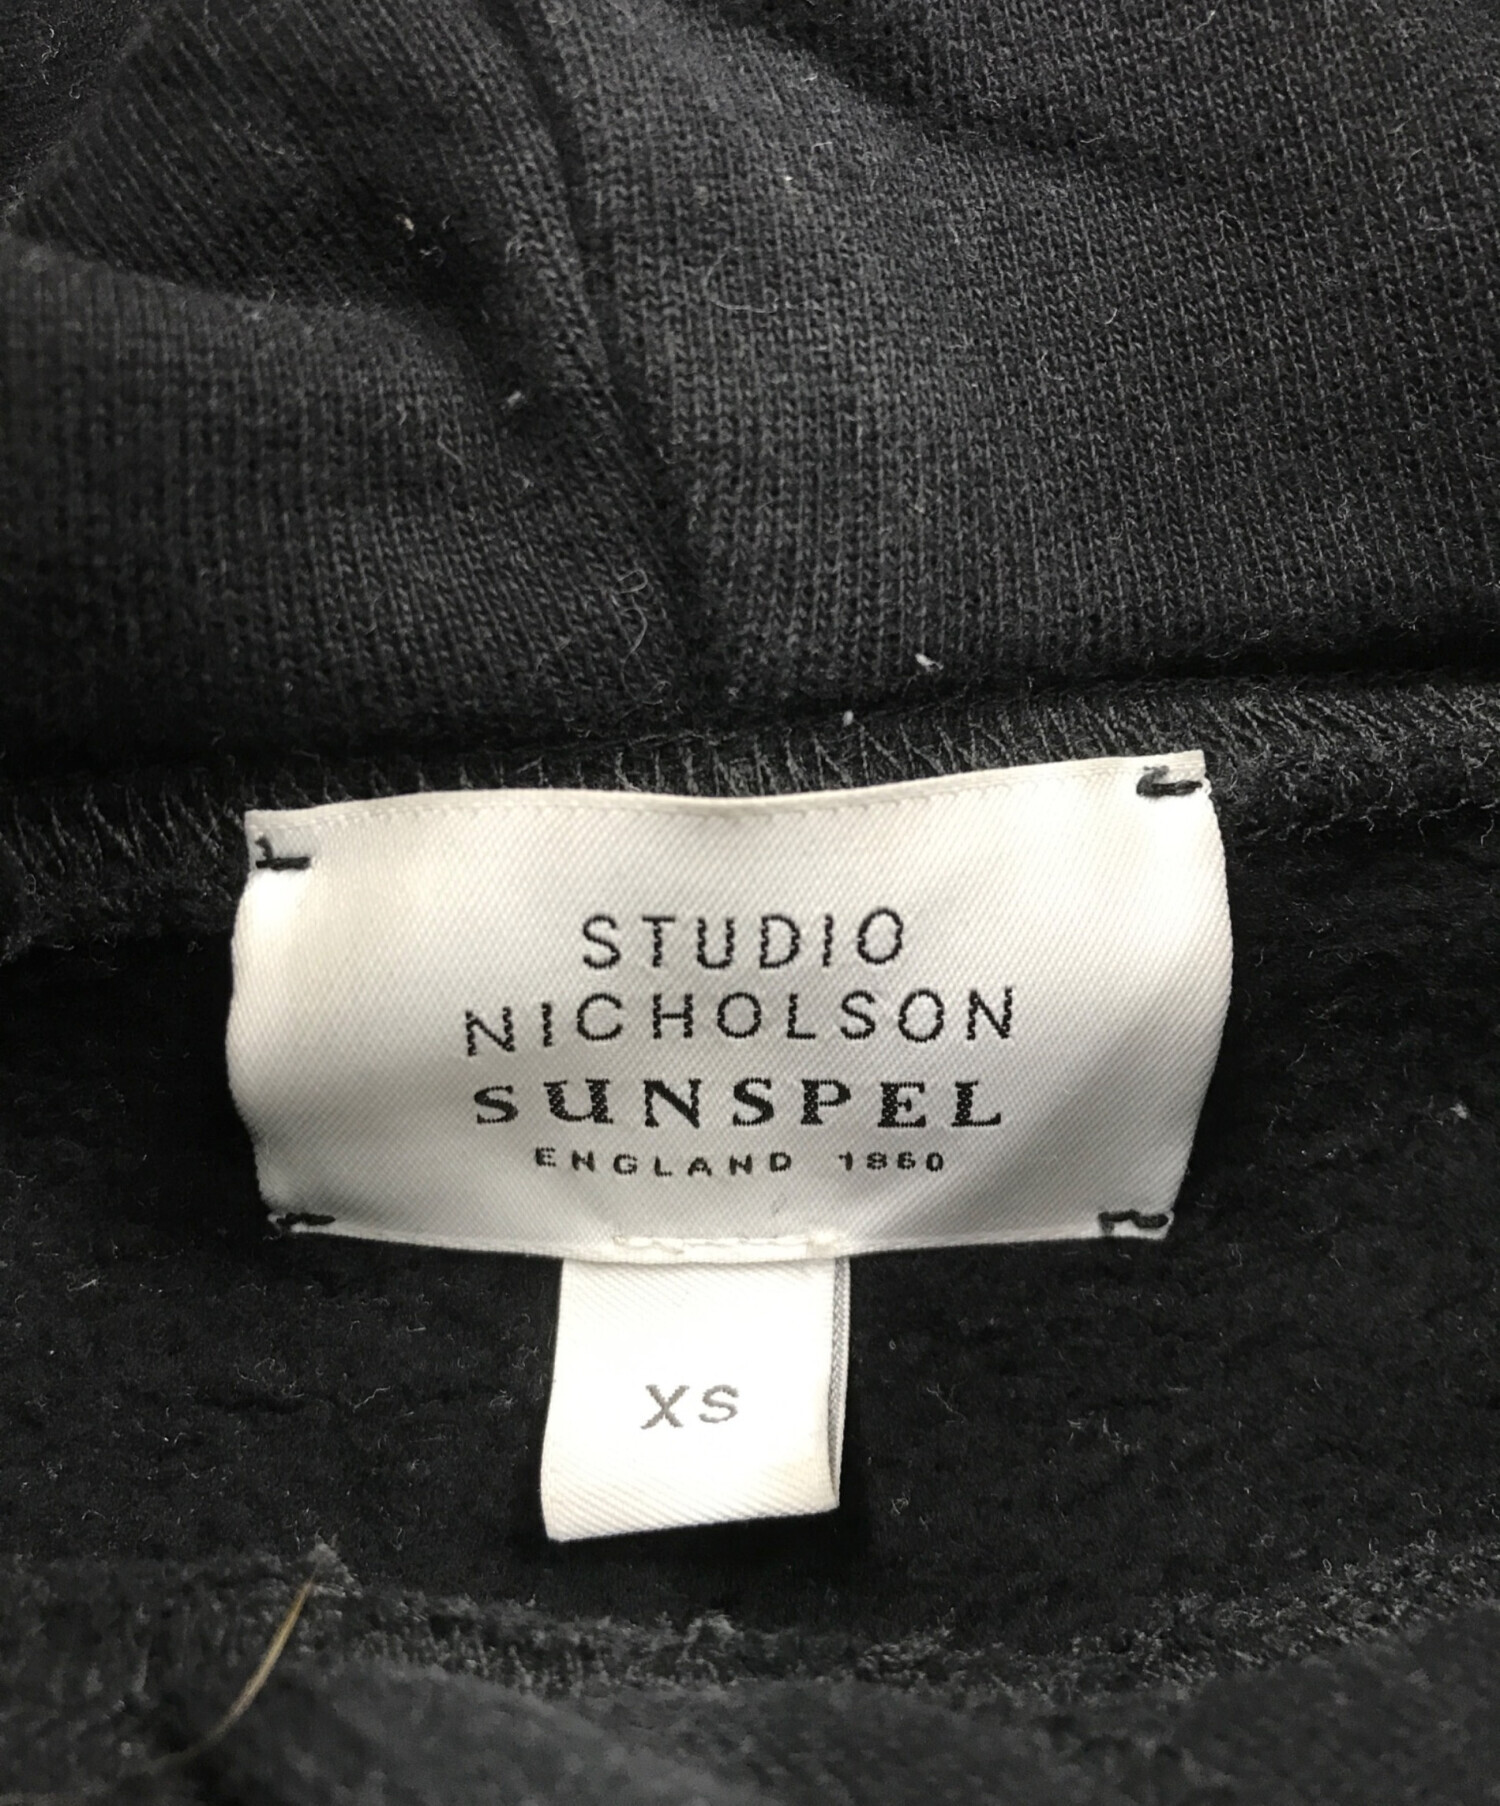 STUDIO
NICHOLSON
SUNSPEL
ENGLAND 1860
XS